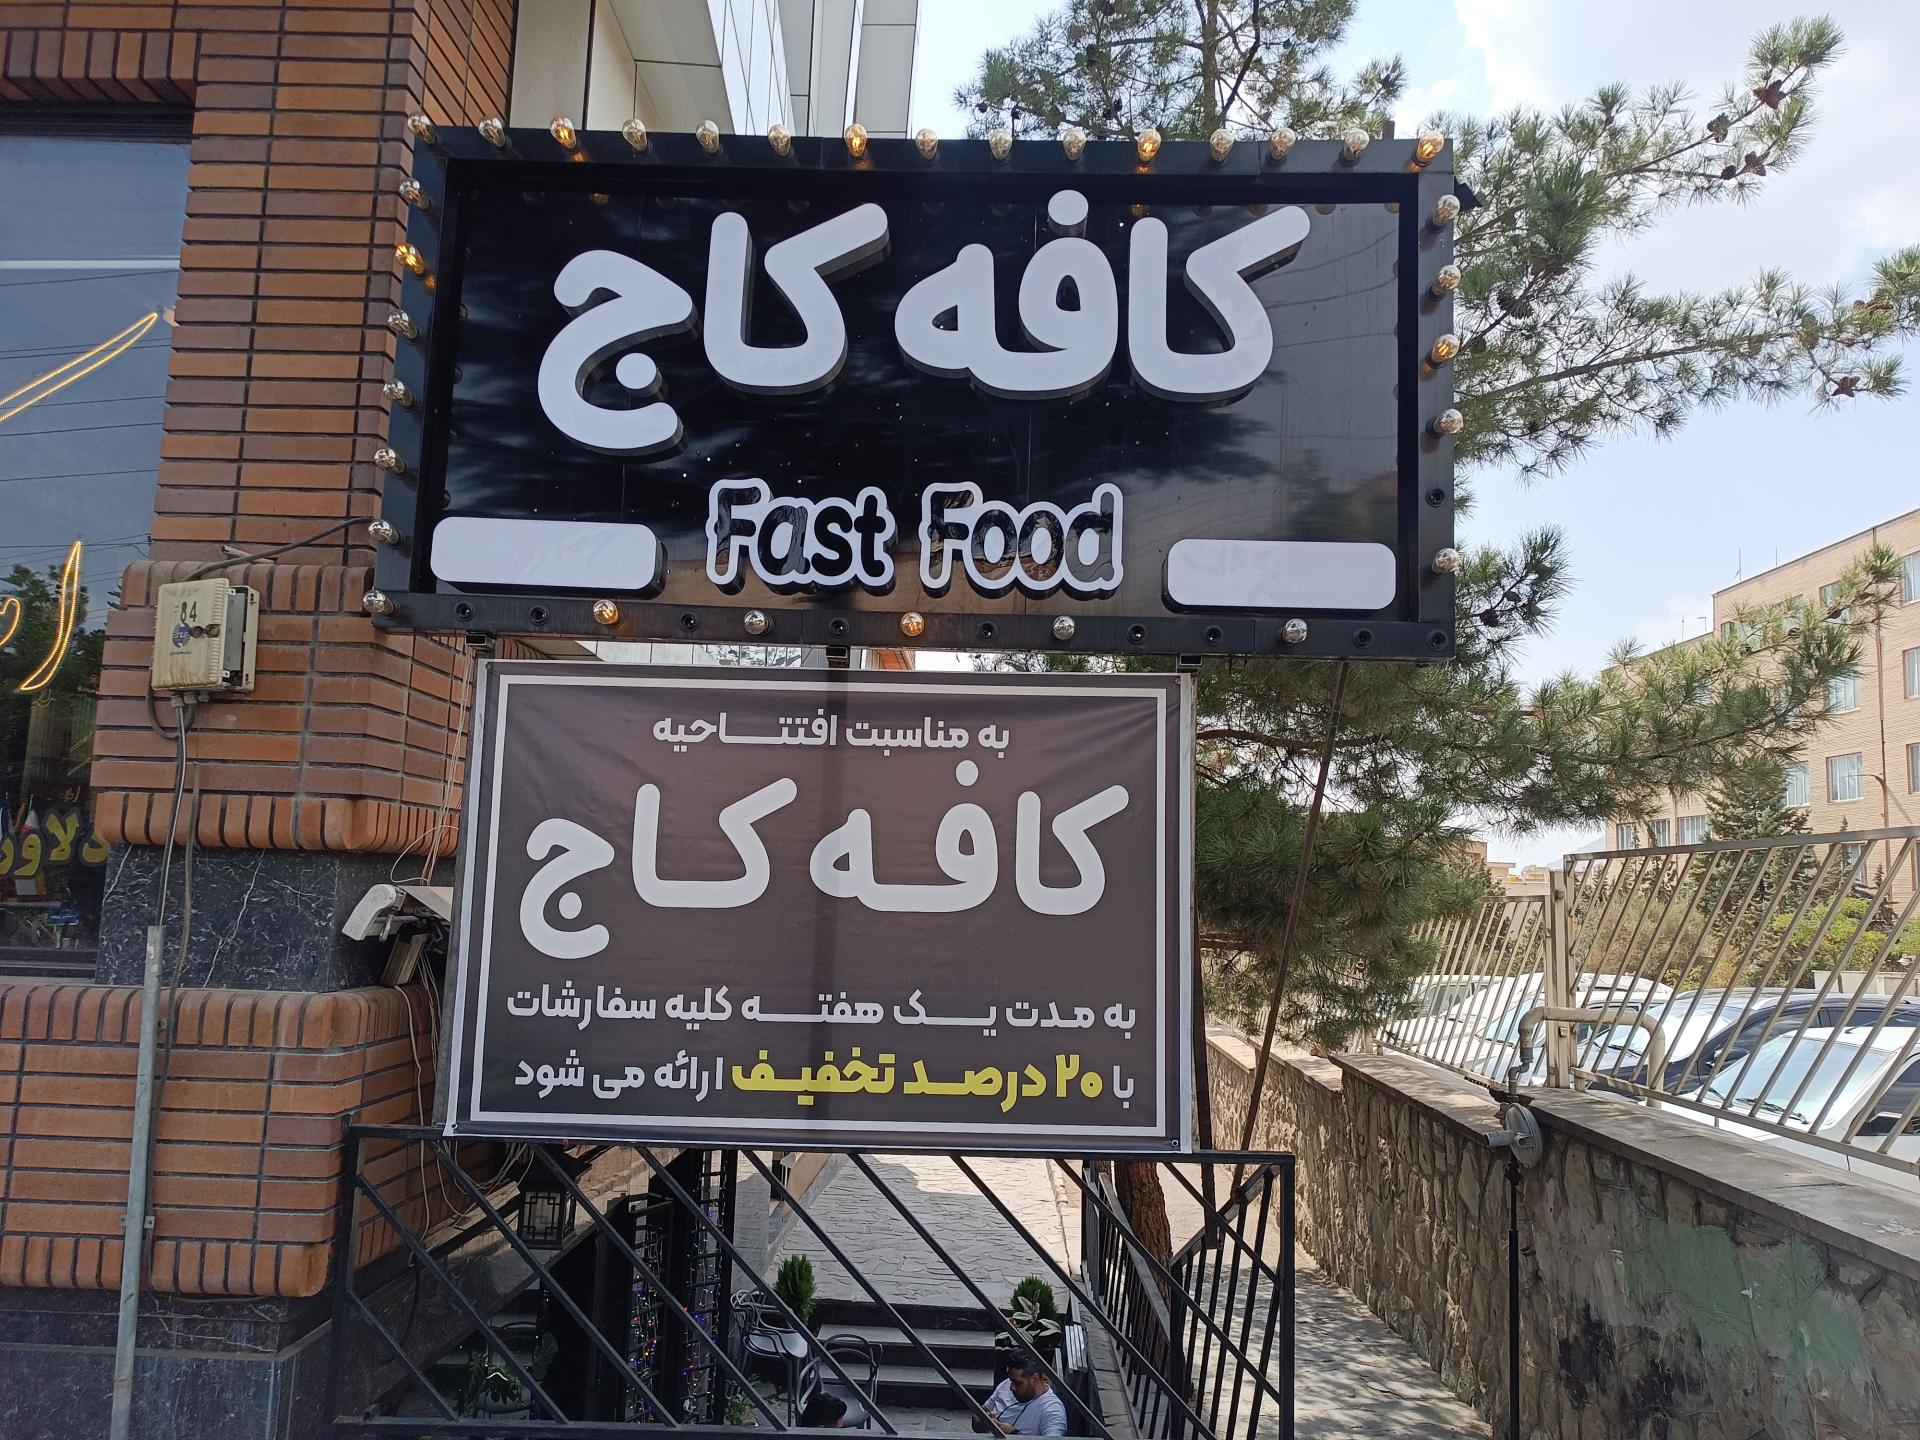 کافه کاج
Fast Food
به مناسبت افتتاحیه
کافه کاج
به مدت یک هفته کلیه سفارشات
با ۲۰ درصد تخفیف ارائه می شود
84